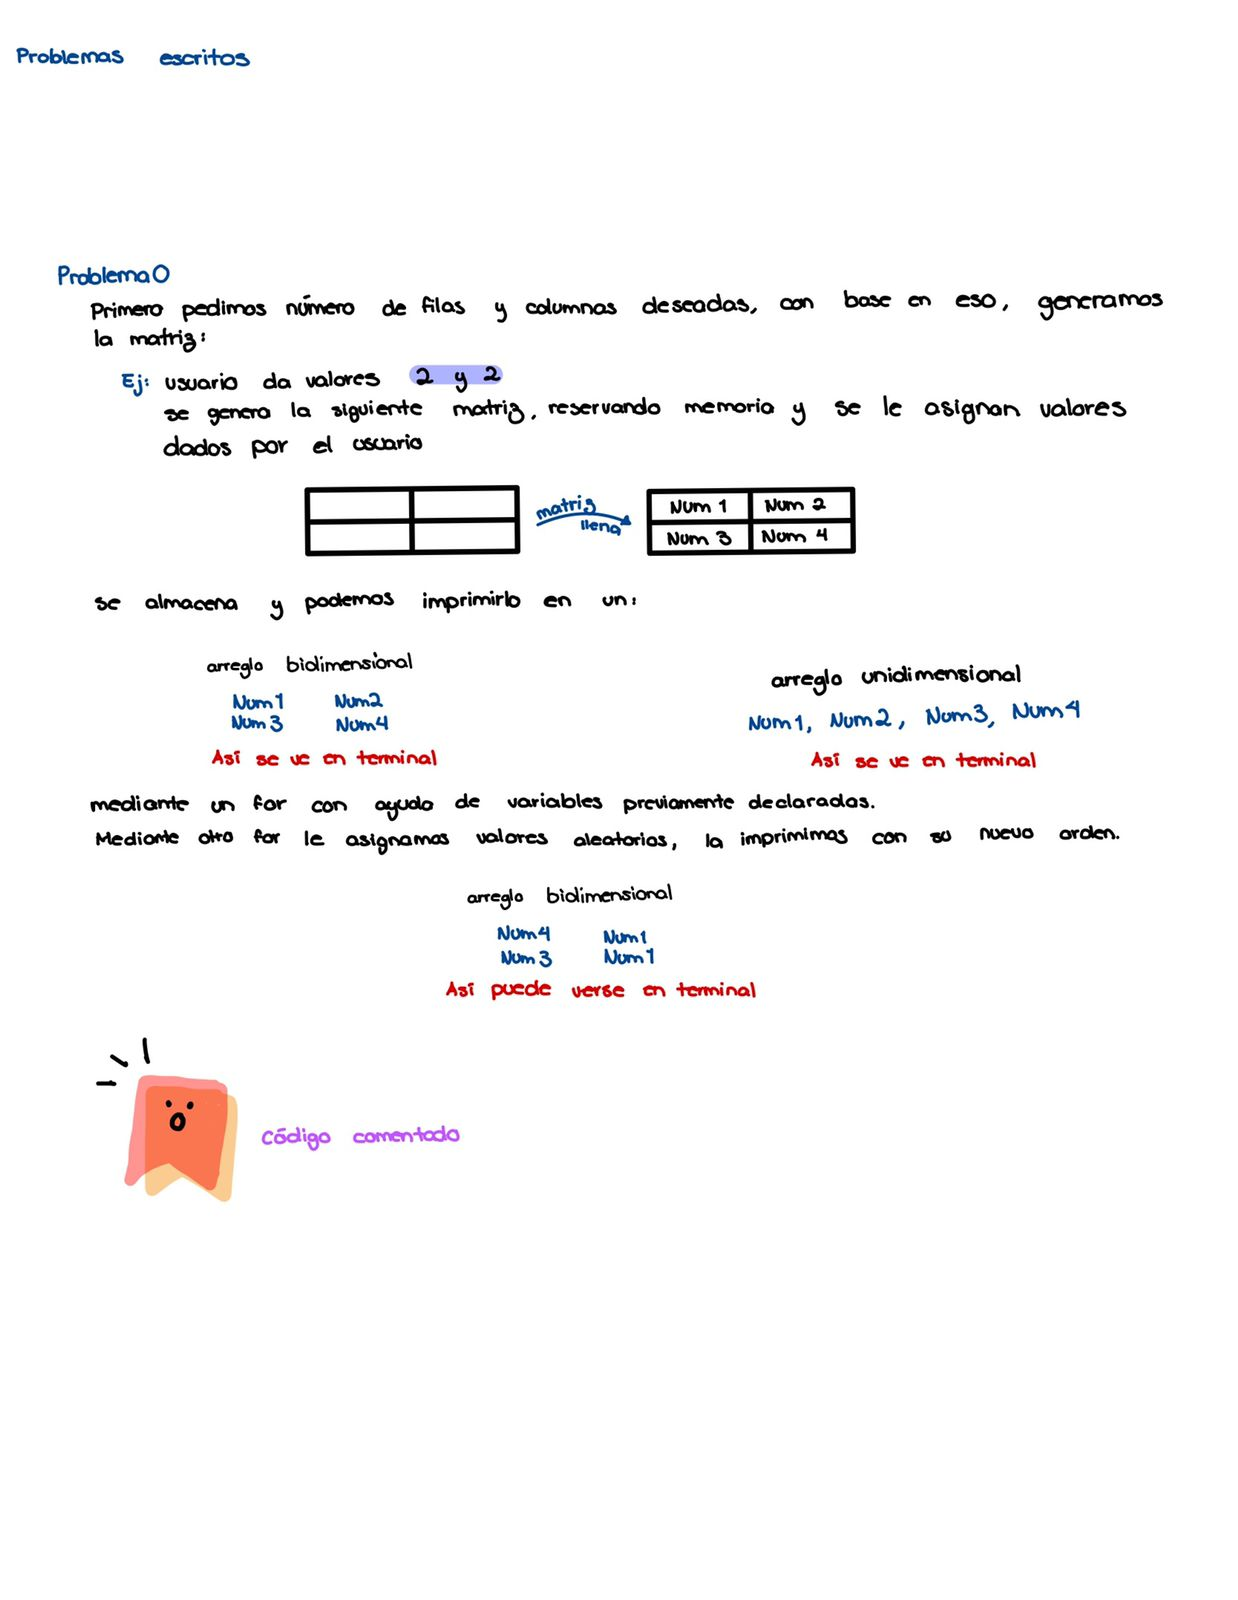 Problemas escritos
Problema 0
Primero pedimos número de filas y columnas deseadas, con base en eso, generamos
la matriz:
Ej: usuario da valores 2 y 2
se genera la siguiente matriz, reservando memoria y se le asignan valores
dados por el usuario
matriz
llena
Num 1 Num 2
Num 3 Num 4
se almacena y podemos imprimirlo en un:
arreglo bidimensional
Num1 Num2
Num3 Num4
Así se ve en terminal
arreglo unidimensional
Num1, Num2, Num3, Num4
Así se ve en terminal
mediante un for con ayuda de variables previamente declaradas.
Mediante otro for le asignamos valores aleatorios, la imprimimos con su nuevo orden.
arreglo bidimensional
Num4 Num1
Num3 Num1
Así puede verse en terminal
Código comentado